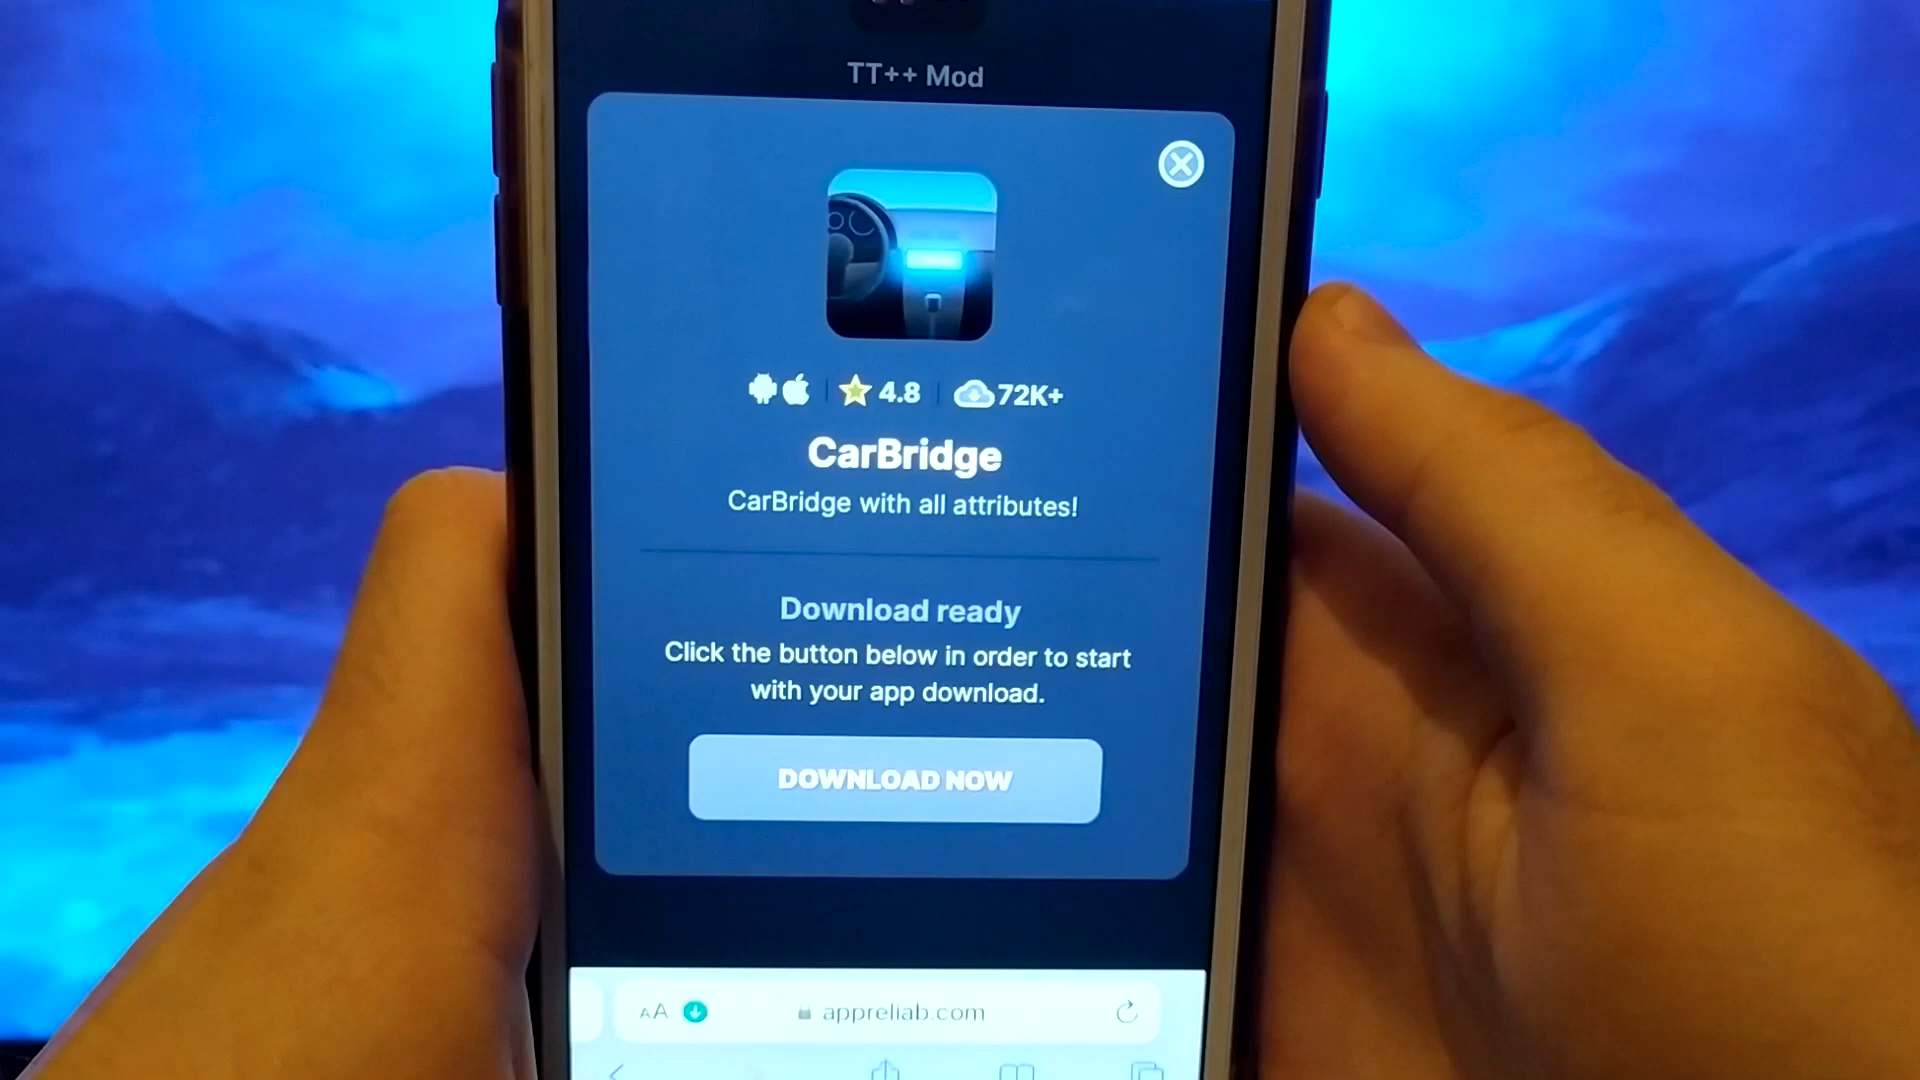 TT++ Mod
4.8
72K+
CarBridge
CarBridge with all attributes!
Download ready
Click the button below in order to start
with your app download.
DOWNLOAD NOW
AA
appreliab.com